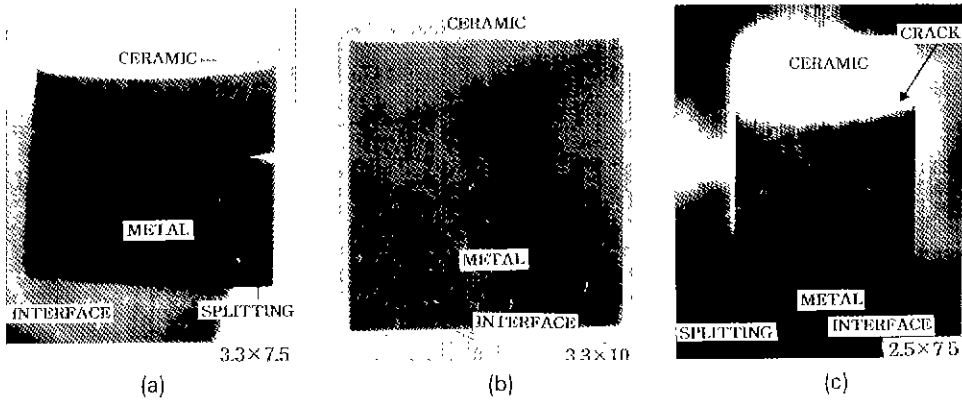 CERAMIC
METAL
INTERFACE
SPLITTING
3.3×7.5
(a)
CERAMIC
METAL
INTERFACE
3.3×10
(b)
CRACK
CERAMIC
METAL
SPLITTING
INTERFACE
2.5×7.5
(c)